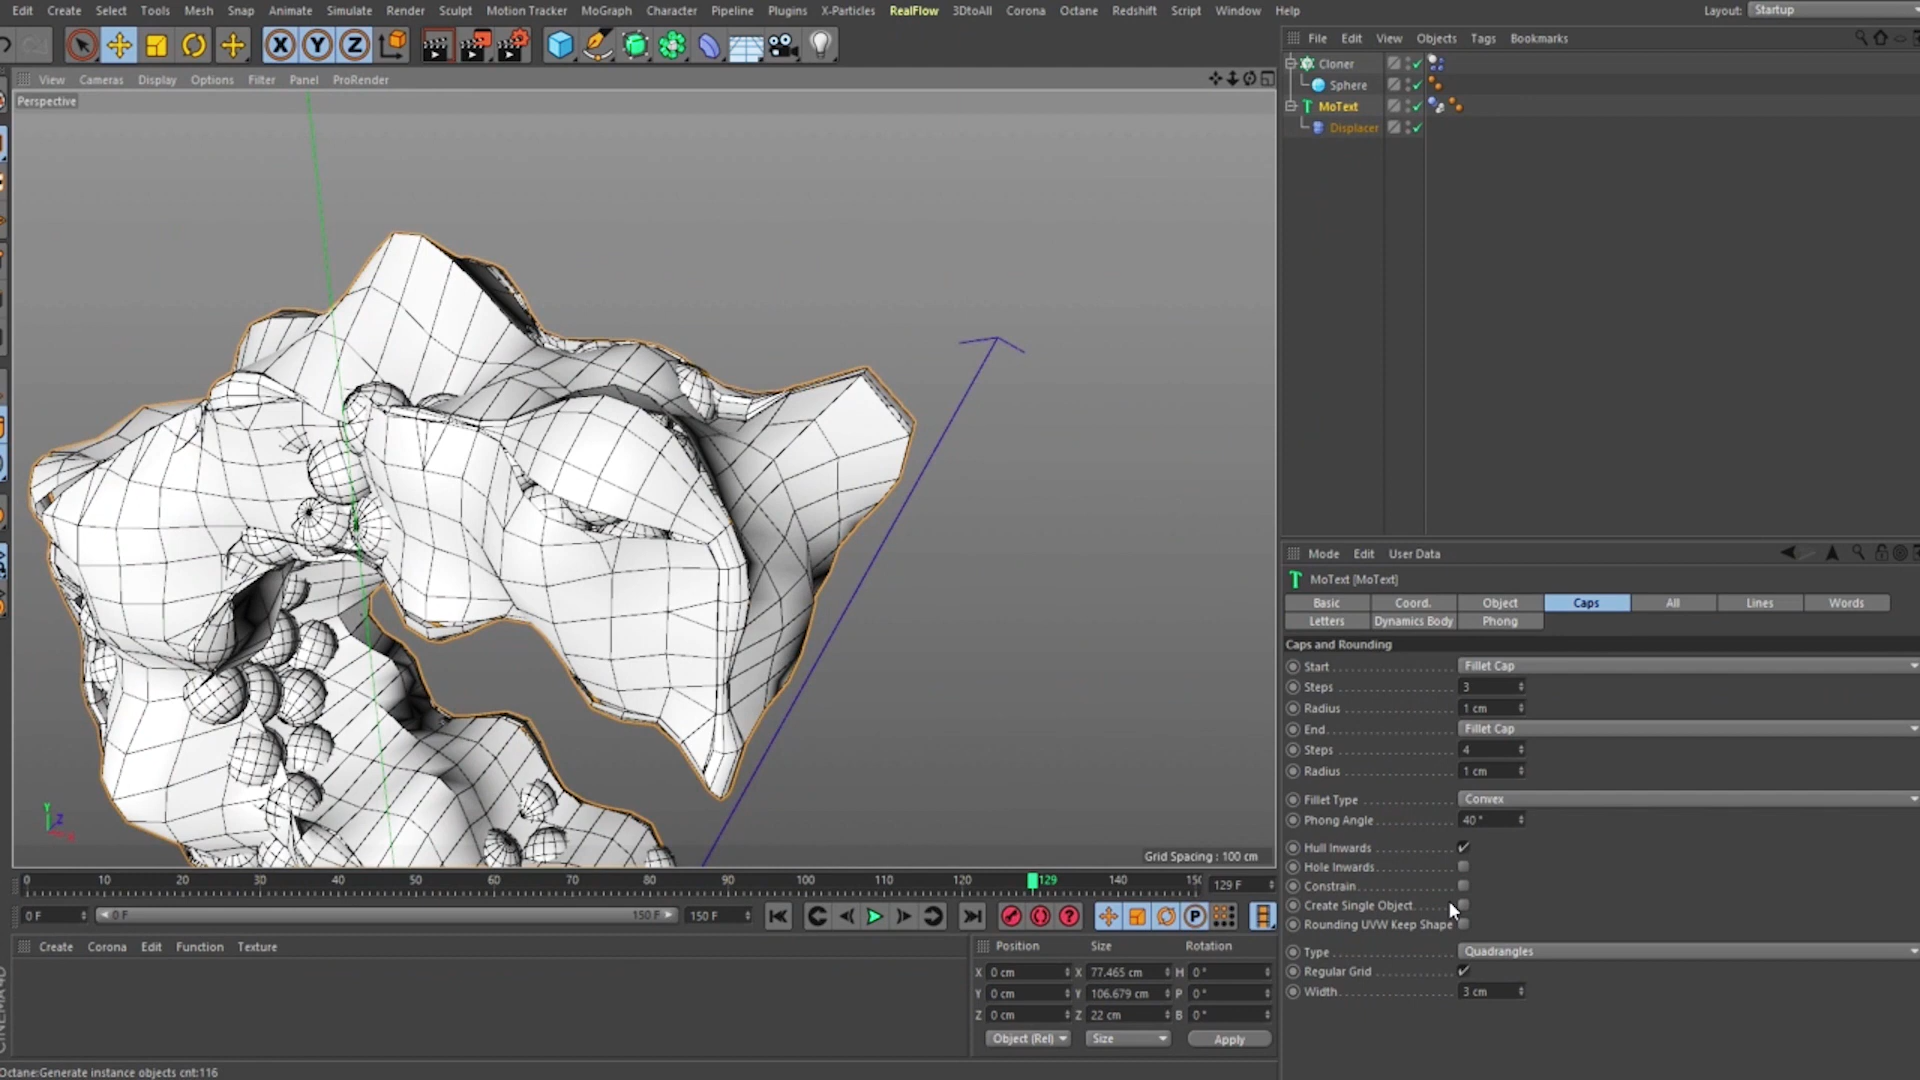 Edit Create Select Tools Mesh Snap Animate Simulate Render Sculpt Motion Tracker MoGraph Character Pipeline Plugins X-Particles RealFlow 3DtoAll Corona Octane Redshift Script Window Help Layout: Startup
X Y Z
File Edit View Objects Tags Bookmarks
Cloner
Sphere
MoText
Displacer
View Cameras Display Options Filter Panel ProRender
Perspective
Y
Z
Grid Spacing : 100 cm
0 10 20 30 40 50 60 70 80 90 100 110 120 129 140 150 129 F
0 F 0 F 150 F 150 F P
Create Corona Edit Function Texture
Position Size Rotation
X 0 cm X 77.465 cm H 0 °
Y 0 cm Y 106.679 cm P 0 °
Z 0 cm Z 22 cm B 0 °
Object (Rel) Size Apply
CINEMA 4D
Octane:Generate instance objects cnt:116
Mode Edit User Data
MoText [MoText]
Basic Coord. Object Caps All Lines Words
Letters Dynamics Body Phong
Caps and Rounding
Start Fillet Cap
Steps 3
Radius 1 cm
End Fillet Cap
Steps 4
Radius 1 cm
Fillet Type Convex
Phong Angle 40 °
Hull Inwards
Hole Inwards
Constrain
Create Single Object
Rounding UVW Keep Shape
Type Quadrangles
Regular Grid
Width 3 cm